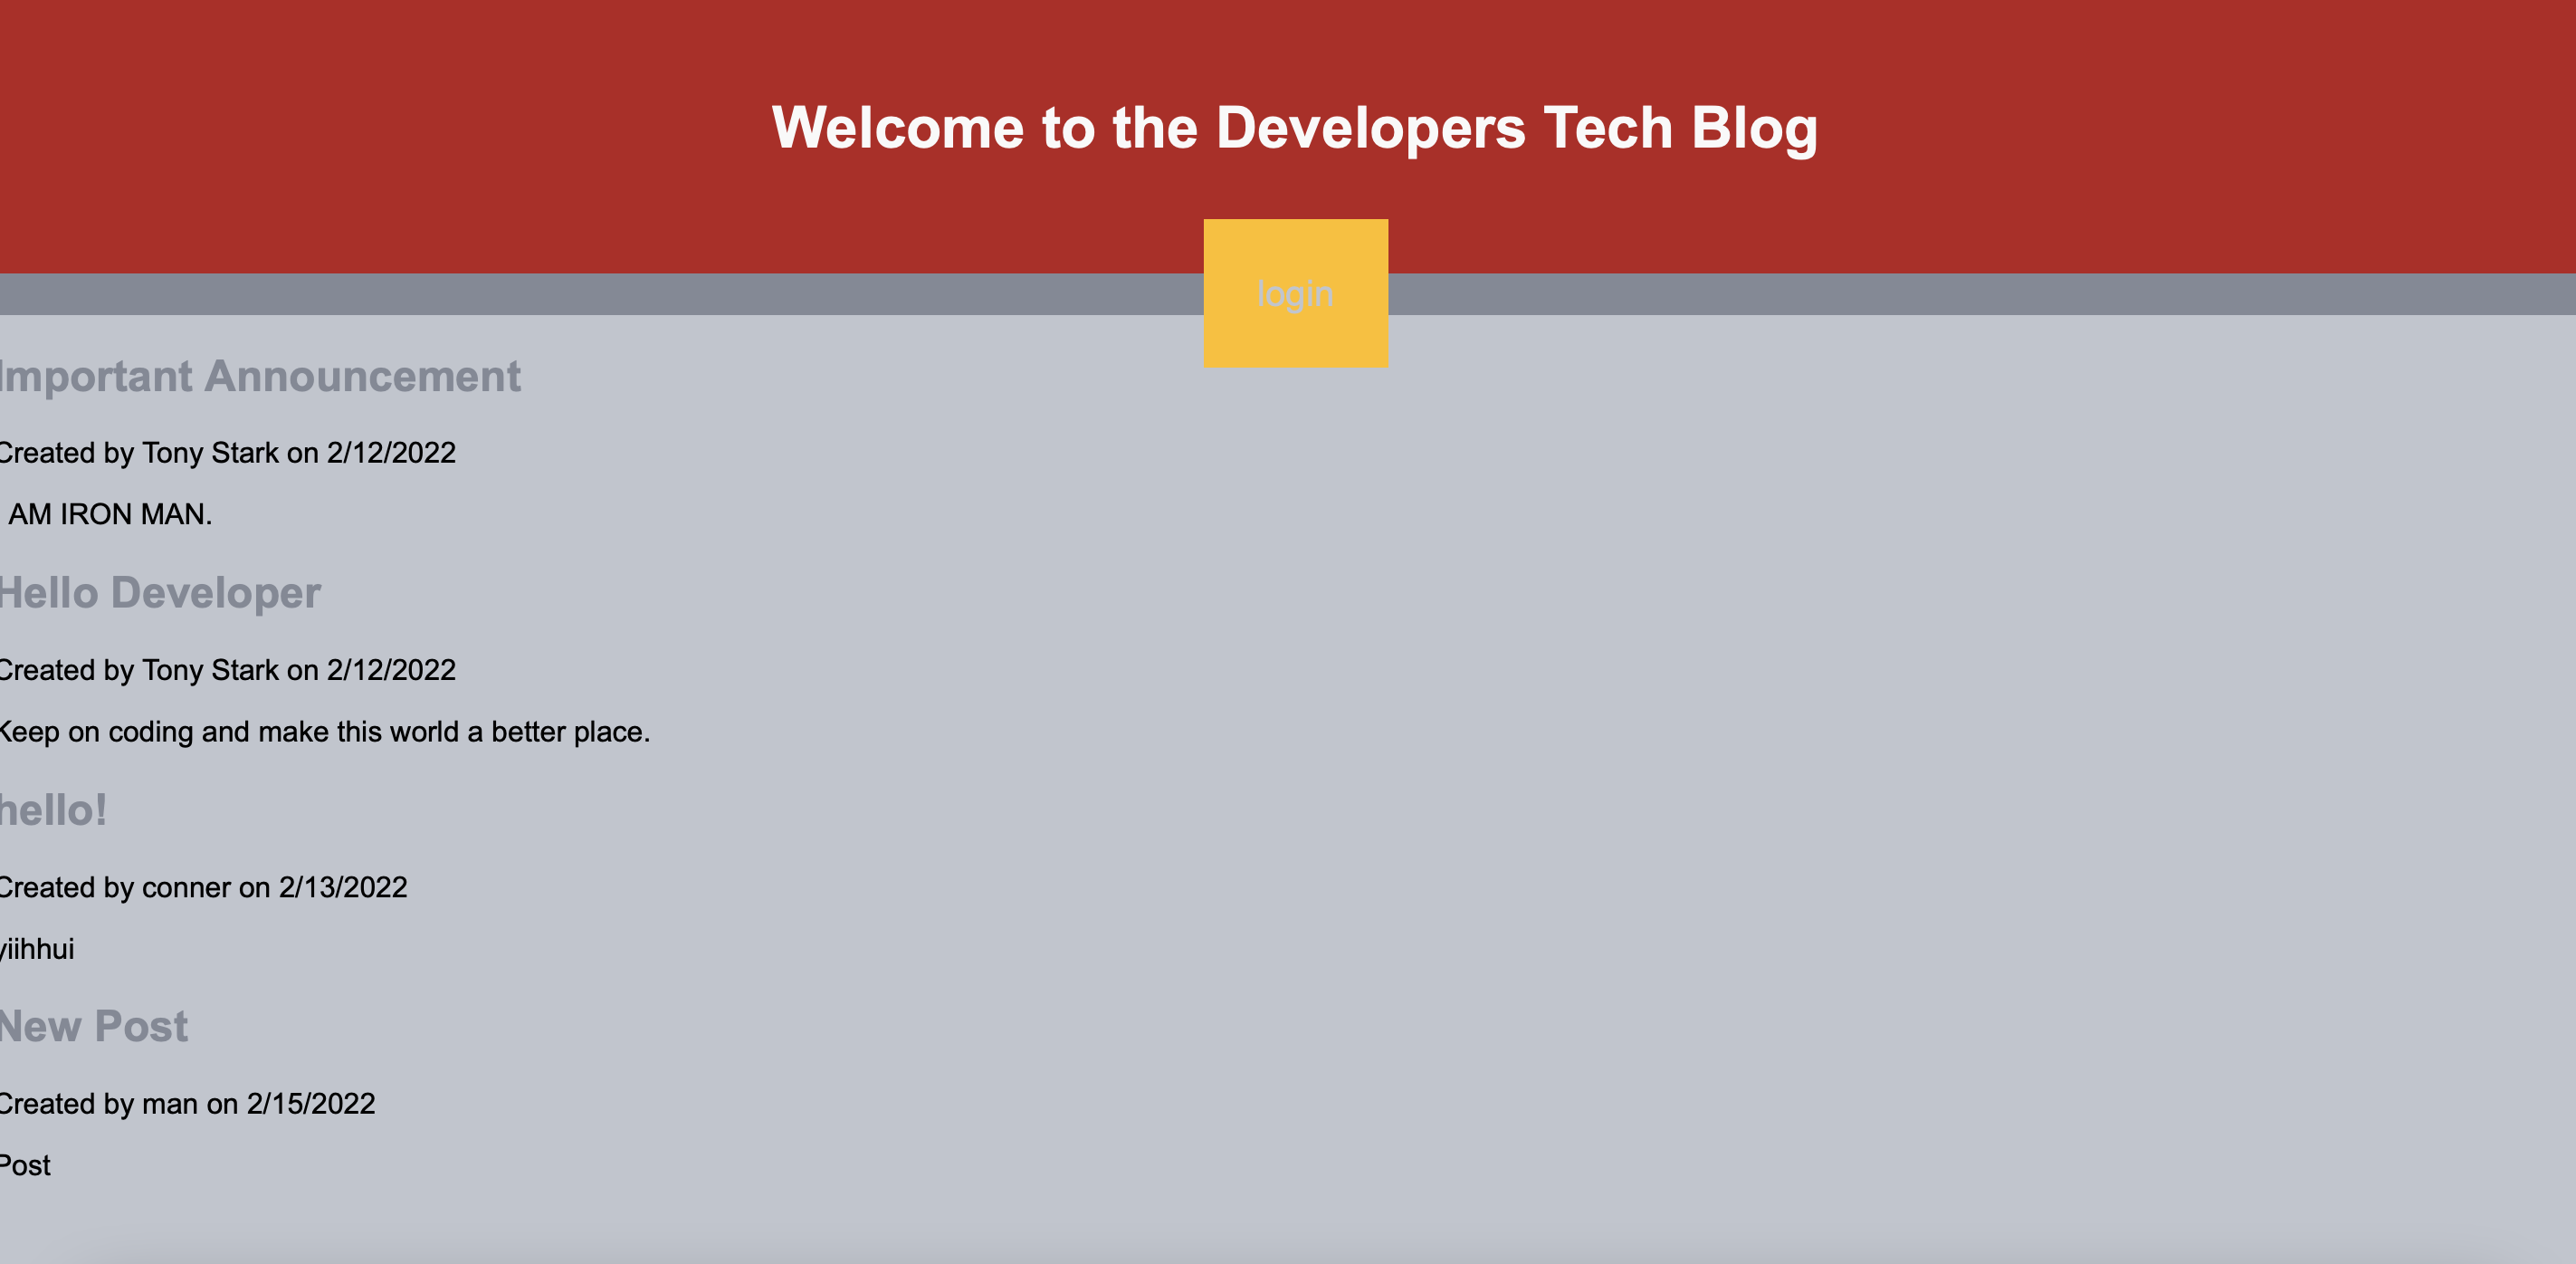 Welcome to the Developers Tech Blog
login
Important Announcement
Created by Tony Stark on 2/12/2022
I AM IRON MAN.
Hello Developer
Created by Tony Stark on 2/12/2022
Keep on coding and make this world a better place.
hello!
Created by conner on 2/13/2022
yiihhui
New Post
Created by man on 2/15/2022
Post